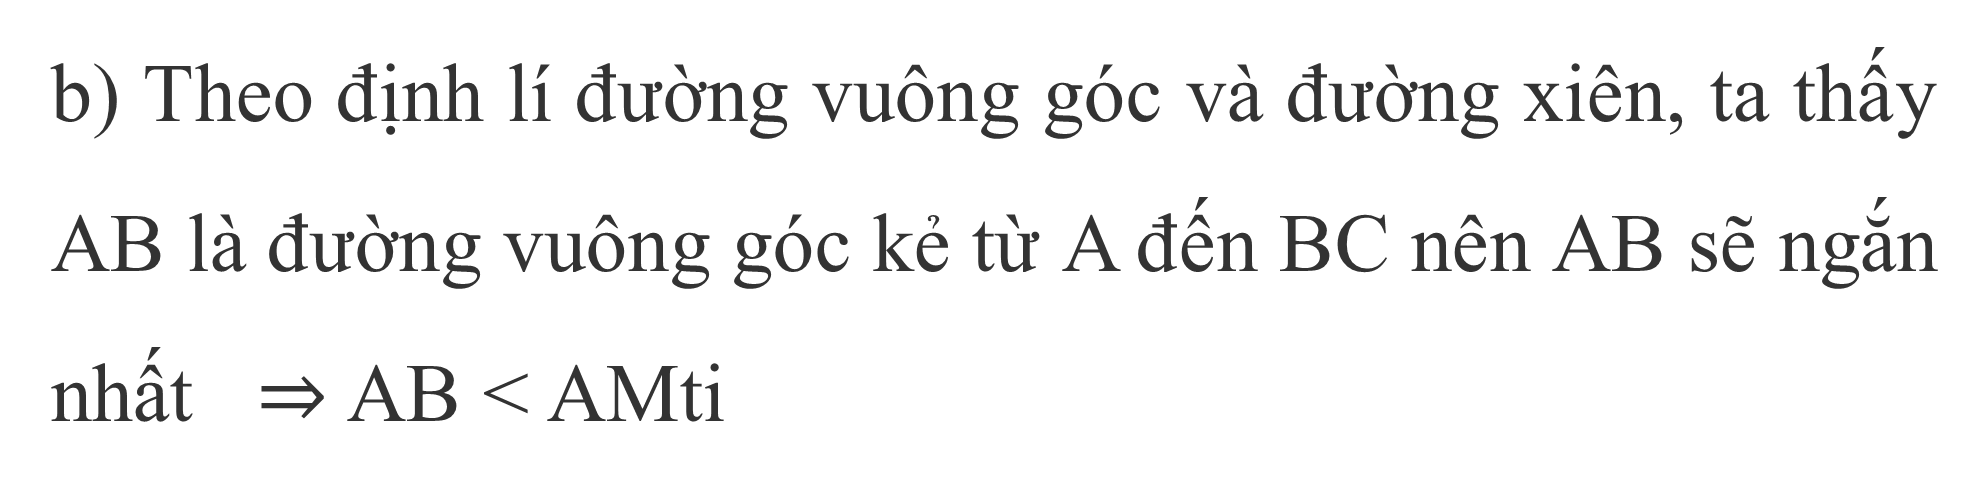 b) Theo định lí đường vuông góc và đường xiên, ta thấy
AB là đường vuông góc kẻ từ A đến BC nên AB sẽ ngắn
nhất ⇒ AB < AMti